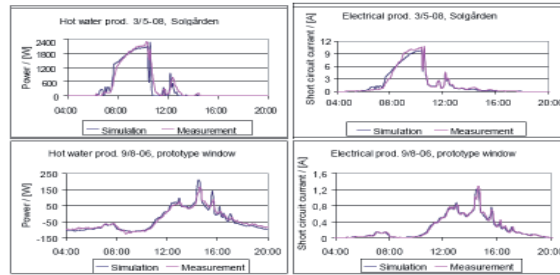 Hot water prod. 3/5-08, Solgården
Power / [W]
2400
1800
1200
600
0
04:00 08:00 12:00 16:00 20:00
Simulation Measurement
Electrical prod. 3/5-08, Solgården
Short circuit currant / [A]
12
9
6
3
0
04:00 08:00 12:00 16:00 20:00
Simulation Measurement
Hot water prod. 9/8-06, prototype window
Power / [W]
250
150
50
-50
-150
04:00 08:00 12:00 16:00 20:00
Simulation Measurement
Electrical prod. 9/8-06, prototype window
Short circuit currant / [A]
1,6
1,2
0,8
0,4
0
04:00 08:00 12:00 16:00 20:00
Simulation Measurement